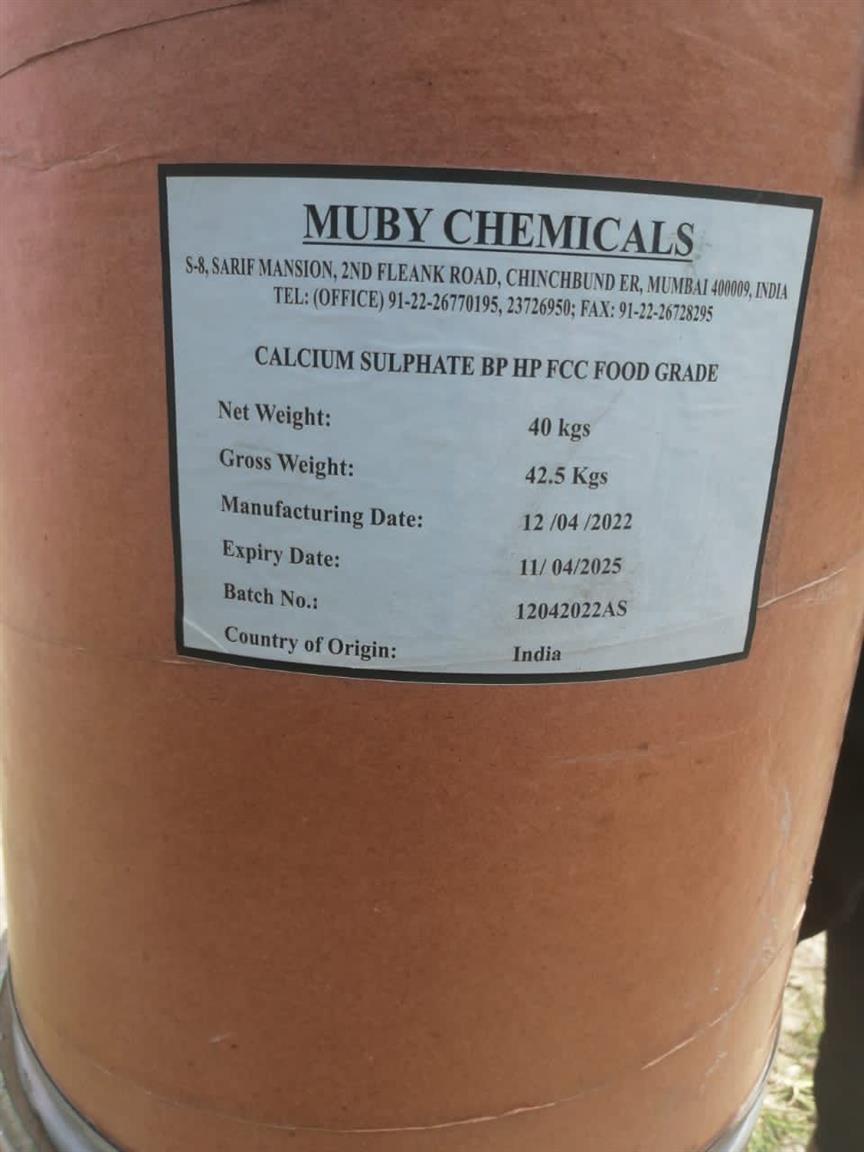 MUBY CHEMICALS
S-8, SARIF MANSION, 2ND FLEANK ROAD, CHINCHBUND ER, MUMBAI 400009, INDIA
TEL: (OFFICE) 91-22-26770195, 23726950; FAX: 91-22-26728295
CALCIUM SULPHATE BP HP FCC FOOD GRADE
Net Weight: 40 kgs
Gross Weight: 42.5 Kgs
Manufacturing Date: 12 /04 /2022
Expiry Date: 11/ 04/2025
Batch No.: 12042022AS
Country of Origin: India